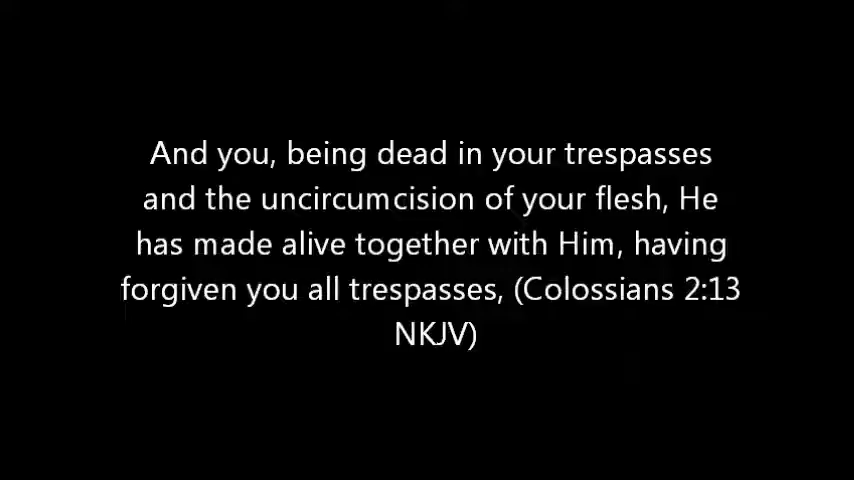 And you, being dead in your trespasses
and the uncircumcision of your flesh, He
has made alive together with Him, having
forgiven you all trespasses, (Colossians 2:13
NKJV)